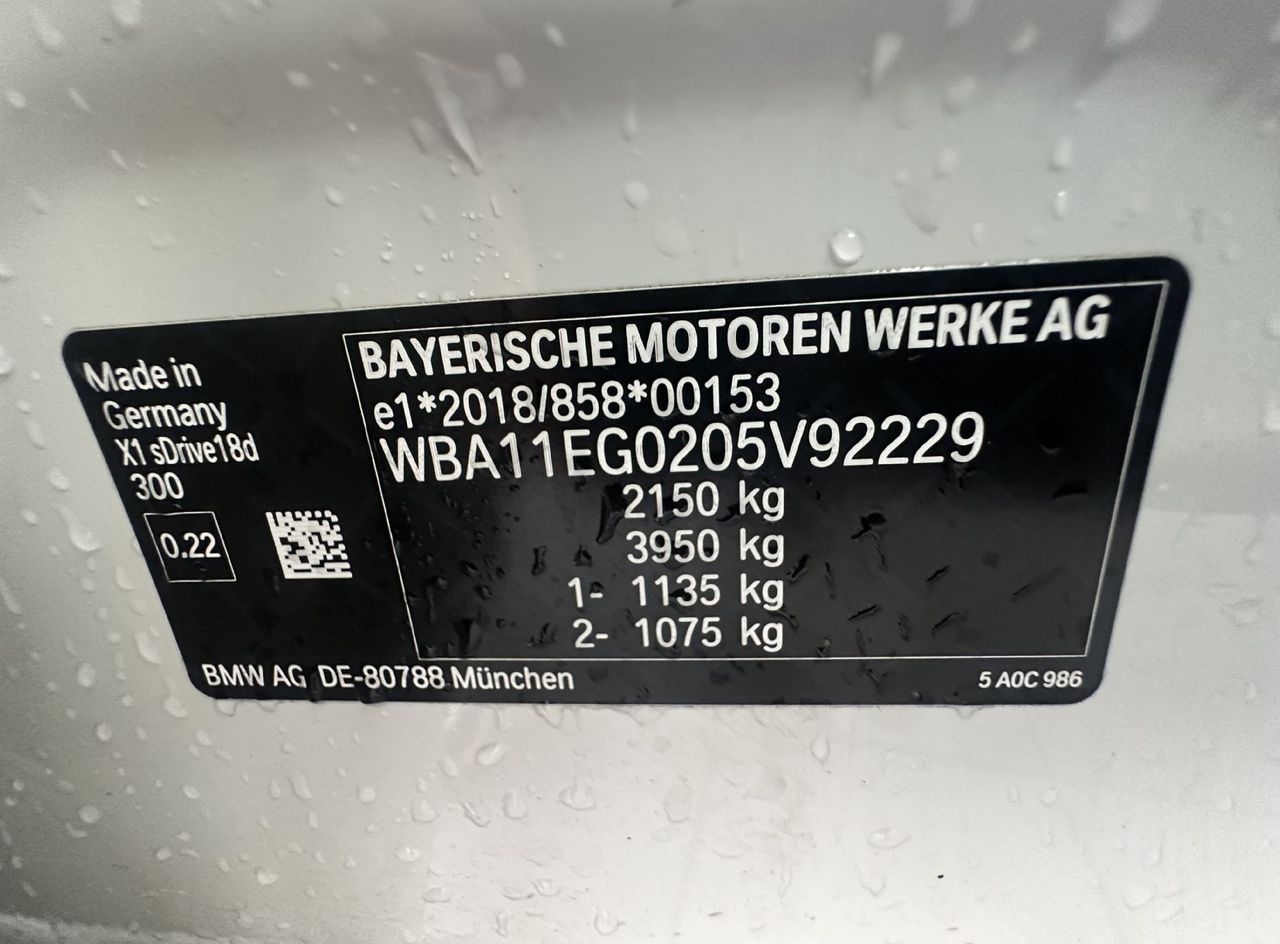 Made in
Germany
X1 sDrive18d
300
0.22
BAYERISCHE MOTOREN WERKE AG
e1*2018/858*00153
WBA11EG0205V92229
2150 kg
3950 kg
1- 1135 kg
2- 1075 kg
BMW AG DE-80788 München
5 A0C 986